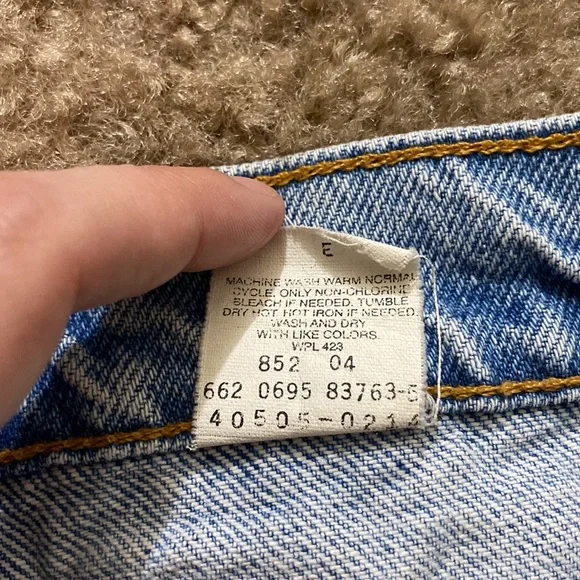 E
MACHINE WASH WARM NORMAL
CYCLE. ONLY NON-CHLORINE
BLEACH IF NEEDED. TUMBLE
DRY HOT. HOT IRON IF NEEDED.
WASH AND DRY
WITH LIKE COLORS.
WPL 423
852 04
662 0695 83763-5
40505-0214